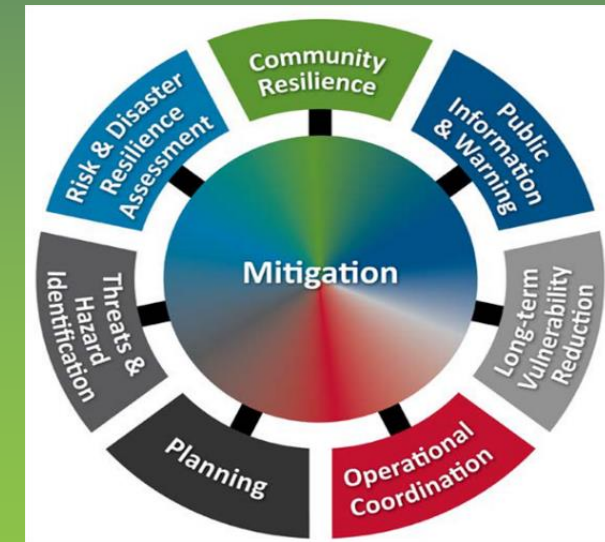 Community
Resilience
Public
Information
& Warning
Long-term
Vulnerability
Reduction
Operational
Coordination
Planning
Threats &
Hazard
Identification
Risk & Disaster
Resilience
Assessment
Mitigation